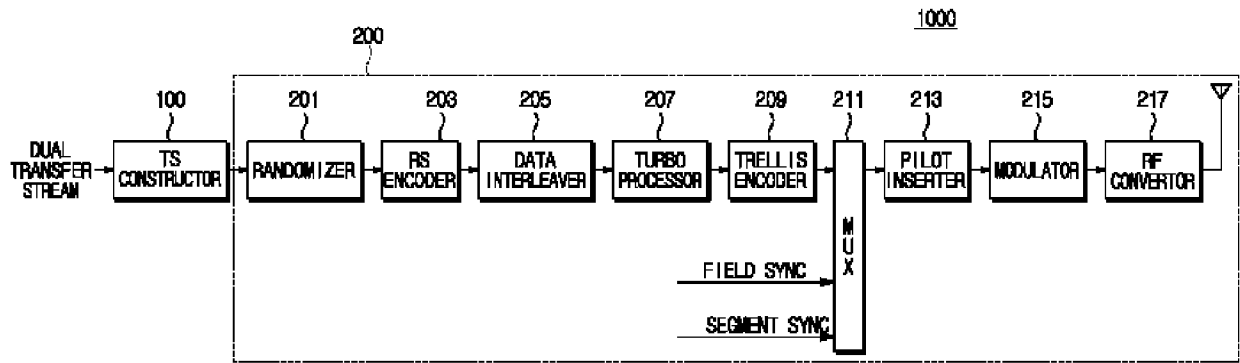 1000
200
100
201
203
205
207
209
211
213
215
217
DUAL
TRANSFER
STREAM
TS
CONSTRUCTOR
RANDOMIZER
RS
ENCODER
DATA
INTERLEAVER
TURBO
PROCESSOR
TRELLIS
ENCODER
MUX
PILOT
INSERTER
MODULATOR
RF
CONVERTOR
FIELD SYNC
SEGMENT SYNC